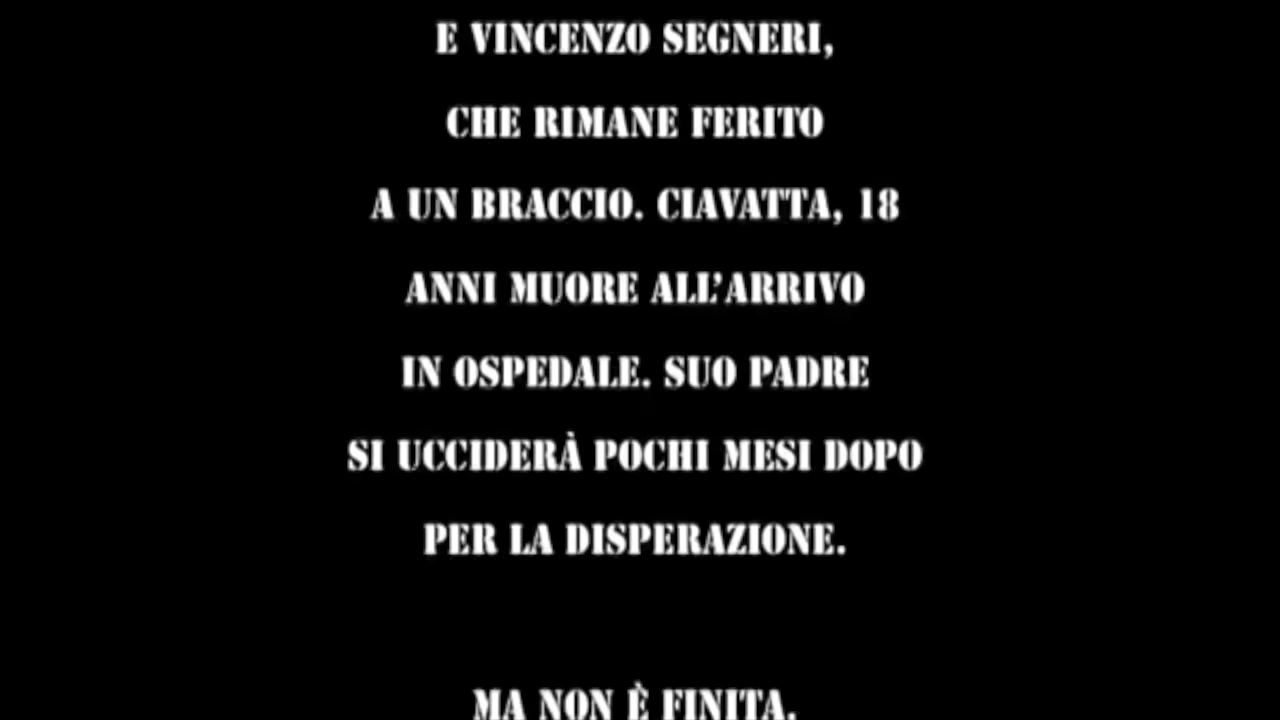 E VINCENZO SEGNERI,
CHE RIMANE FERITO
A UN BRACCIO. CIAVATTA, 18
ANNI MUORE ALL'ARRIVO
IN OSPEDALE. SUO PADRE
SI UCCIDERÀ POCHI MESI DOPO
PER LA DISPERAZIONE.
MA NON È FINITA.